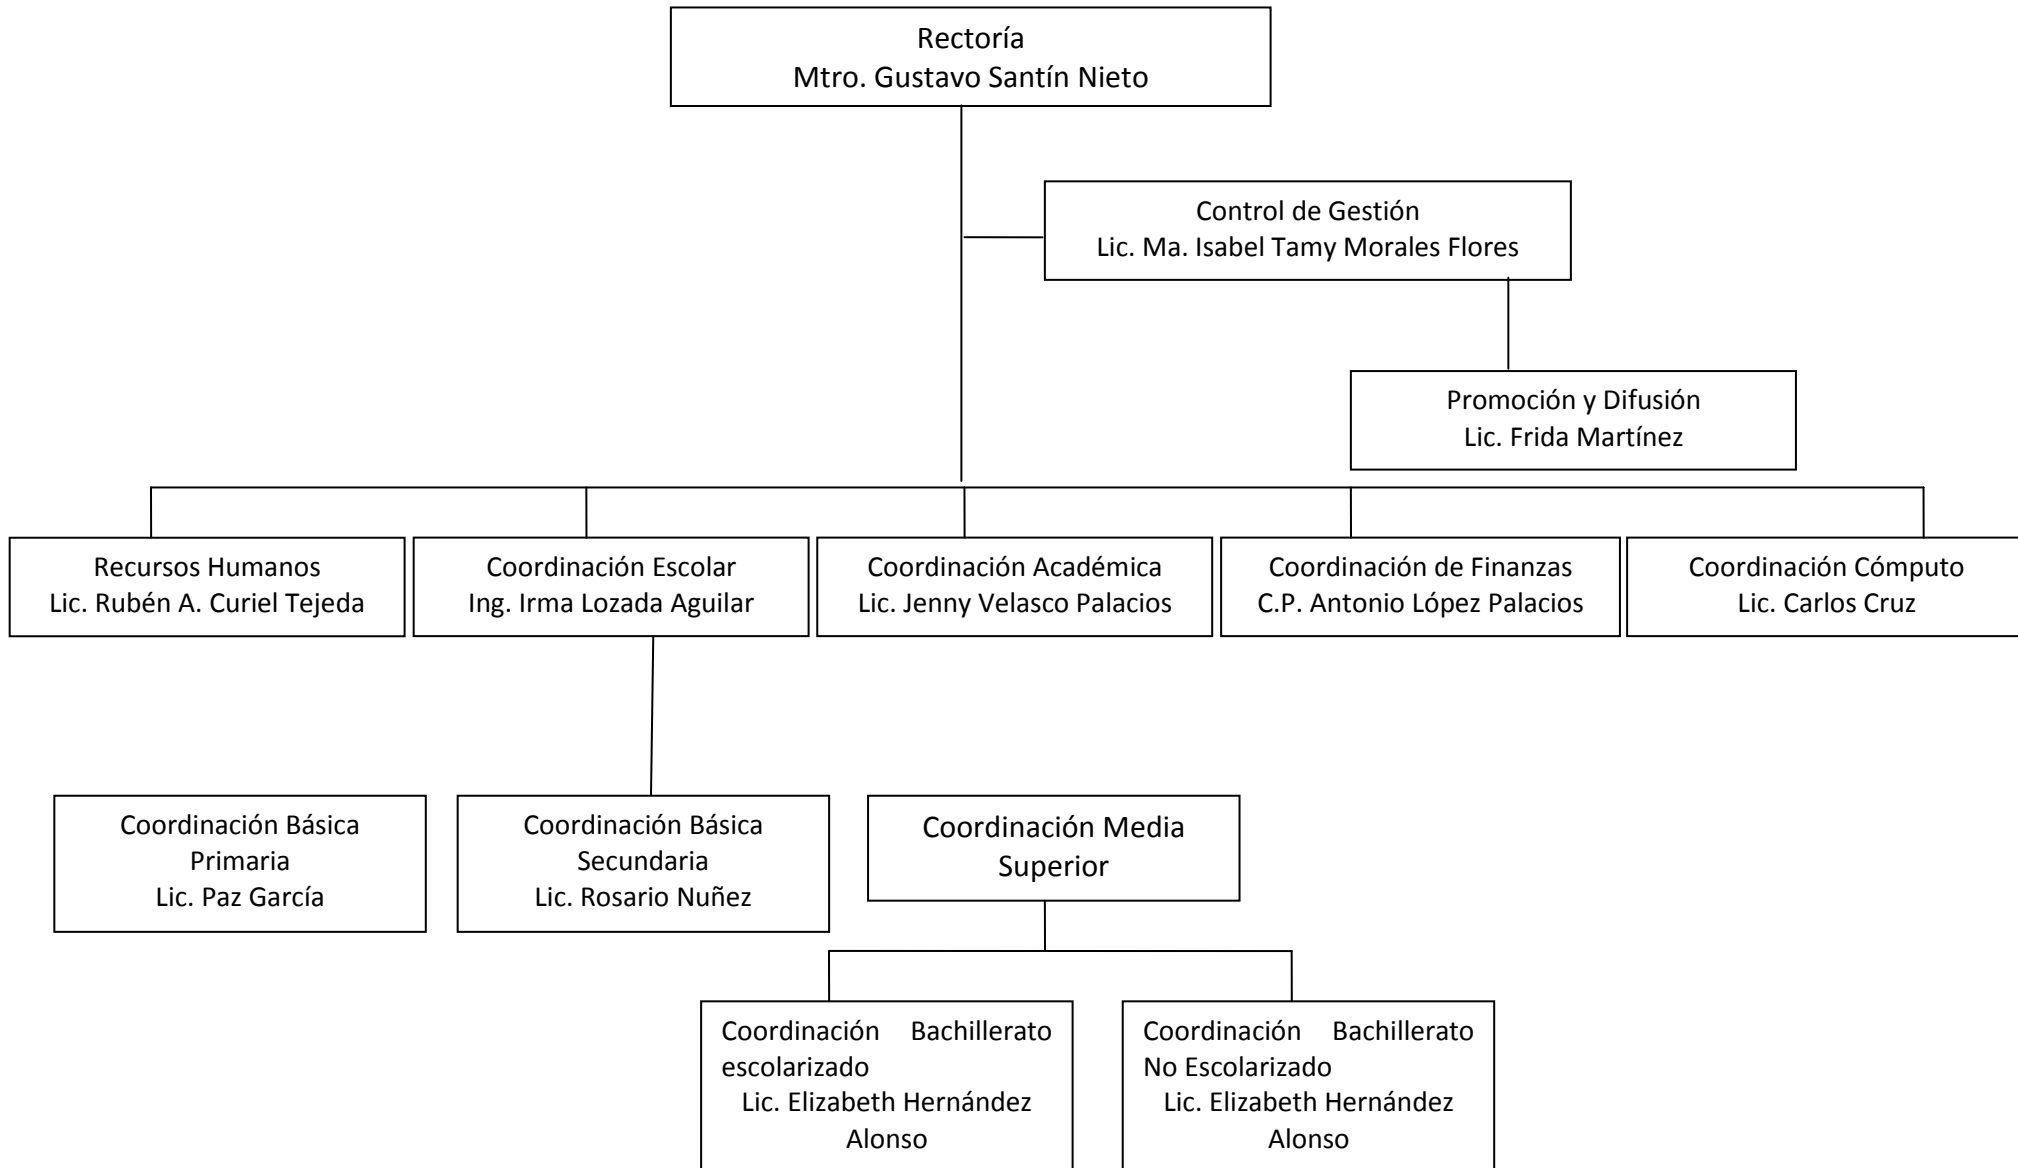 Rectoría
Mtro. Gustavo Santín Nieto
Control de Gestión
Lic. Ma. Isabel Tamy Morales Flores
Promoción y Difusión
Lic. Frida Martínez
Recursos Humanos
Lic. Rubén A. Curiel Tejeda
Coordinación Escolar
Ing. Irma Lozada Aguilar
Coordinación Académica
Lic. Jenny Velasco Palacios
Coordinación de Finanzas
C.P. Antonio López Palacios
Coordinación Cómputo
Lic. Carlos Cruz
Coordinación Básica
Primaria
Lic. Paz García
Coordinación Básica
Secundaria
Lic. Rosario Nuñez
Coordinación Media
Superior
Coordinación Bachillerato
escolarizado
Lic. Elizabeth Hernández
Alonso
Coordinación Bachillerato
No Escolarizado
Lic. Elizabeth Hernández
Alonso